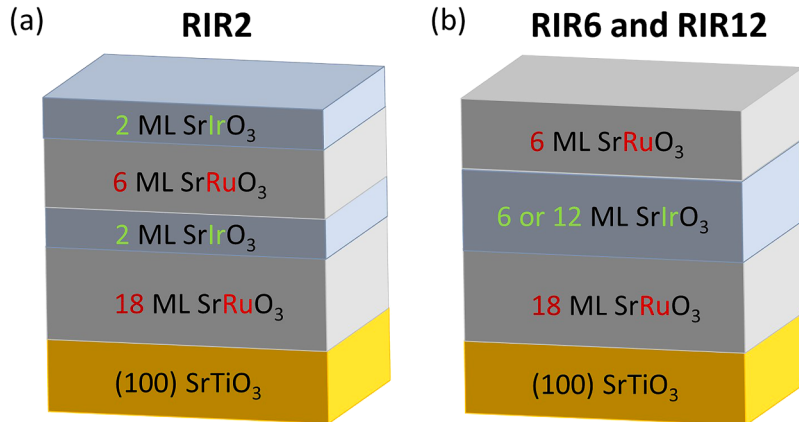 (a) RIR2
2 ML SrIrO₃
6 ML SrRuO₃
2 ML SrIrO₃
18 ML SrRuO₃
(100) SrTiO₃
(b) RIR6 and RIR12
6 ML SrRuO₃
6 or 12 ML SrIrO₃
18 ML SrRuO₃
(100) SrTiO₃